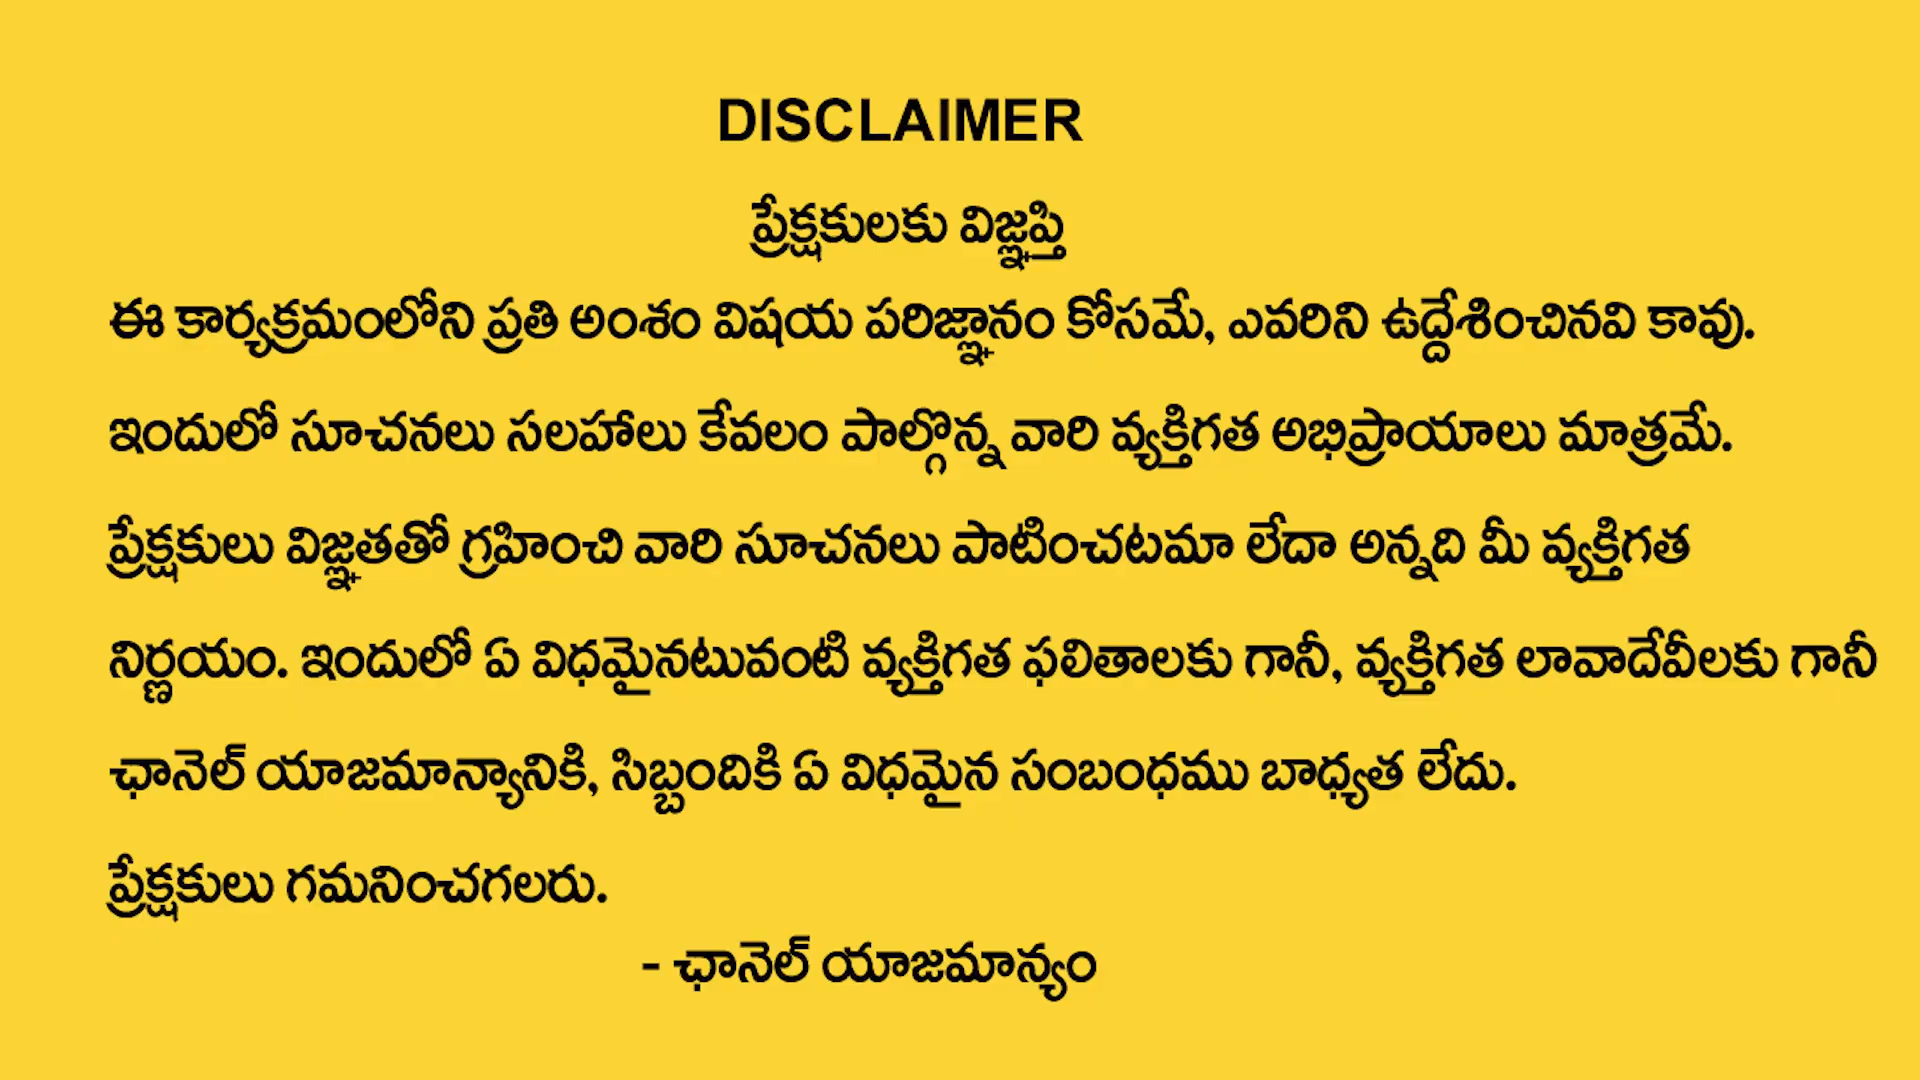 DISCLAIMER
ప్రేక్షకులకు విజ్ఞప్తి
ఈ కార్యక్రమంలోని ప్రతి అంశం విషయ పరిజ్ఞానం కోసమే, ఎవరిని ఉద్దేశించినవి కావు.
ఇందులో సూచనలు సలహాలు కేవలం పాల్గొన్న వారి వ్యక్తిగత అభిప్రాయాలు మాత్రమే.
ప్రేక్షకులు విజ్ఞతతో గ్రహించి వారి సూచనలు పాటించటమా లేదా అన్నది మీ వ్యక్తిగత
నిర్ణయం. ఇందులో ఏ విధమైనటువంటి వ్యక్తిగత ఫలితాలకు గానీ, వ్యక్తిగత లావాదేవీలకు గానీ
ఛానెల్ యాజమాన్యానికి, సిబ్బందికి ఏ విధమైన సంబంధము బాధ్యత లేదు.
ప్రేక్షకులు గమనించగలరు.
- ఛానెల్ యాజమాన్యం